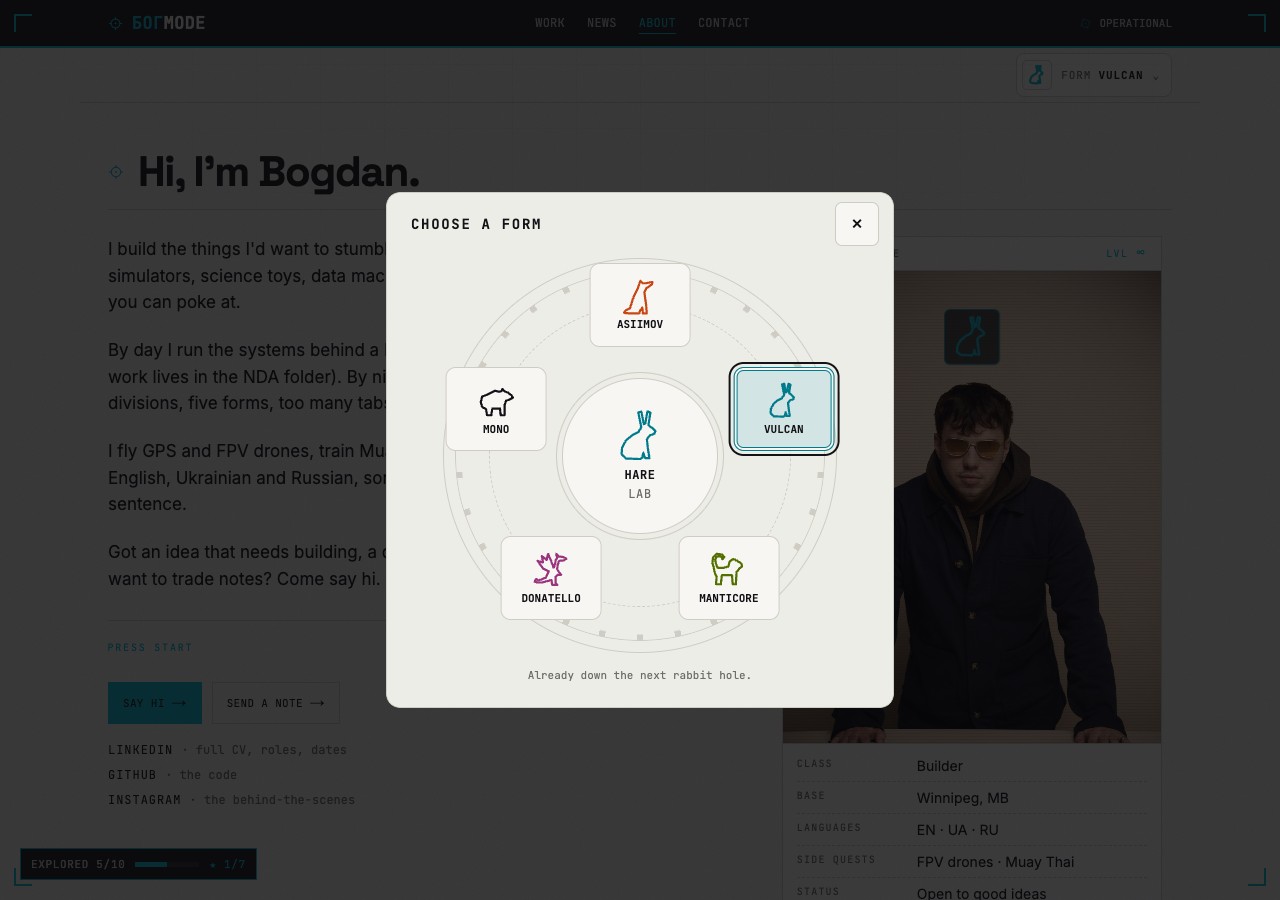 БОГMODE
WORK NEWS ABOUT CONTACT
OPERATIONAL
FORM VULCAN
Hi, I'm Bogdan.
I build the things I'd want to
simulators, science toys, data
you can poke at.
By day I run the systems behind a
work lives in the NDA folder). By
divisions, five forms, too many
I fly GPS and FPV drones, train
English, Ukrainian and Russian,
sentence.
Got an idea that needs building, a
want to trade notes? Come say hi.
PRESS START
SAY HI →
SEND A NOTE →
LINKEDIN · full CV, roles, dates
GITHUB · the code
INSTAGRAM · the behind-the-scenes
EXPLORED 5/10 1/7
CHOOSE A FORM
×
ASIIMOV
MONO
VULCAN
HARE
LAB
DONATELLO
MANTICORE
Already down the next rabbit hole.
LVL
CLASS Builder
BASE Winnipeg, MB
LANGUAGES EN · UA · RU
SIDE QUESTS FPV drones · Muay Thai
STATUS Open to good ideas